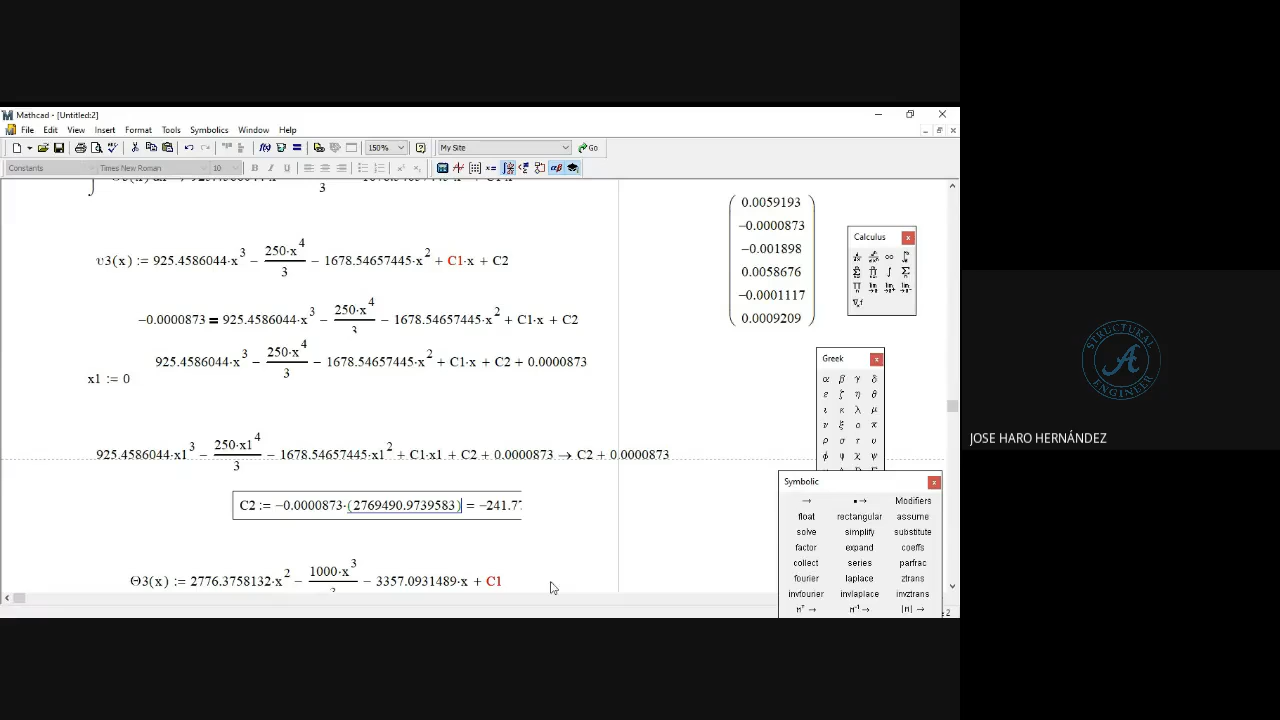 Mathcad - [Untitled:2]
File Edit View Insert Format Tools Symbolics Window Help
150% My Site Go
Constants Times New Roman 10 B I U
3
υ3(x) := 925.4586044·x^3 − 250·x^4/3 − 1678.54657445·x^2 + C1·x + C2
−0.0000873 = 925.4586044·x^3 − 250·x^4/3 − 1678.54657445·x^2 + C1·x + C2
925.4586044·x^3 − 250·x^4/3 − 1678.54657445·x^2 + C1·x + C2 + 0.0000873
x1 := 0
925.4586044·x1^3 − 250·x1^4/3 − 1678.54657445·x1^2 + C1·x1 + C2 + 0.0000873 → C2 + 0.0000873
C2 := −0.0000873·(2769490.9739583) = −241.77
Θ3(x) := 2776.3758132·x^2 − 1000·x^3/3 − 3357.0931489·x + C1
0.0059193
−0.0000873
−0.001898
0.0058676
−0.0001117
0.0009209
Calculus
Greek
α β γ δ
ε ζ η θ
ι κ λ μ
ν ξ ο π
ρ σ τ υ
φ χ ψ ω
Symbolic
→ ▪ → Modifiers
float rectangular assume
solve simplify substitute
factor expand coeffs
collect series parfrac
fourier laplace ztrans
invfourier invlaplace invztrans
M^T → M^-1 → |M| →
STRUCTURAL
A
ENGINEER
JOSE HARO HERNÁNDEZ